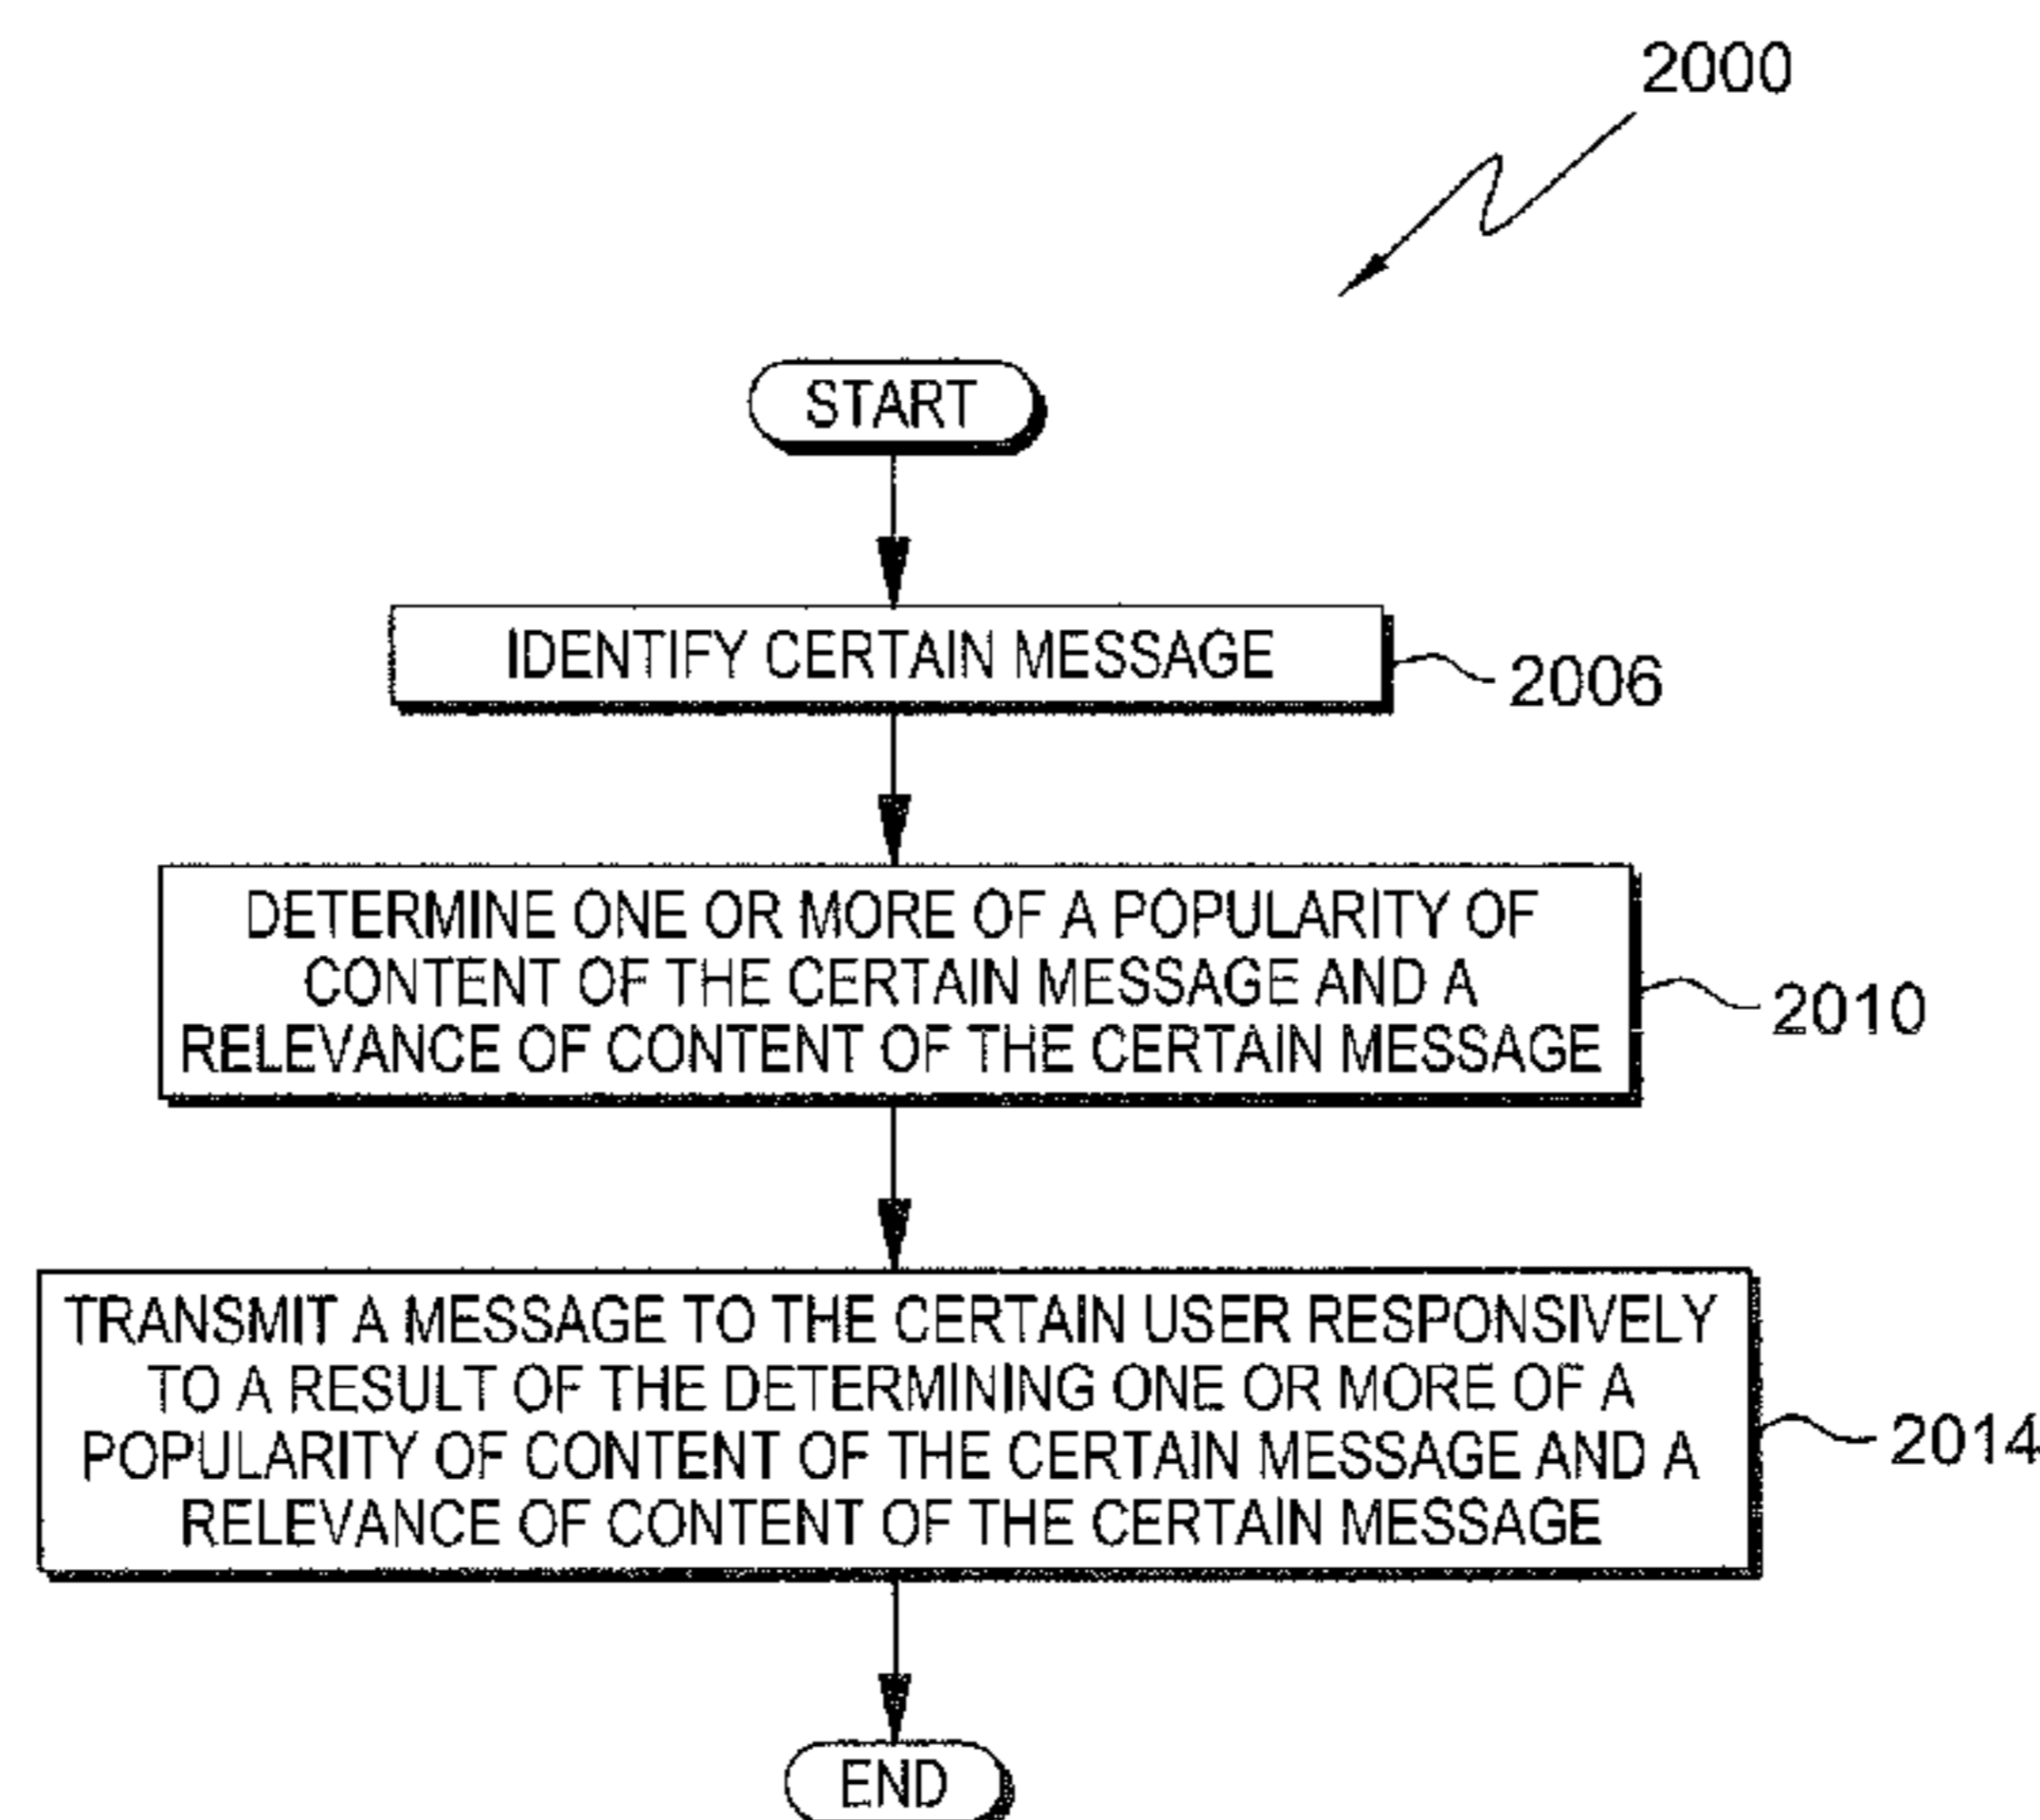 2000
START
IDENTIFY CERTAIN MESSAGE
2006
DETERMINE ONE OR MORE OF A POPULARITY OF
CONTENT OF THE CERTAIN MESSAGE AND A
RELEVANCE OF CONTENT OF THE CERTAIN MESSAGE
2010
TRANSMIT A MESSAGE TO THE CERTAIN USER RESPONSIVELY
TO A RESULT OF THE DETERMINING ONE OR MORE OF A
POPULARITY OF CONTENT OF THE CERTAIN MESSAGE AND A
RELEVANCE OF CONTENT OF THE CERTAIN MESSAGE
2014
END